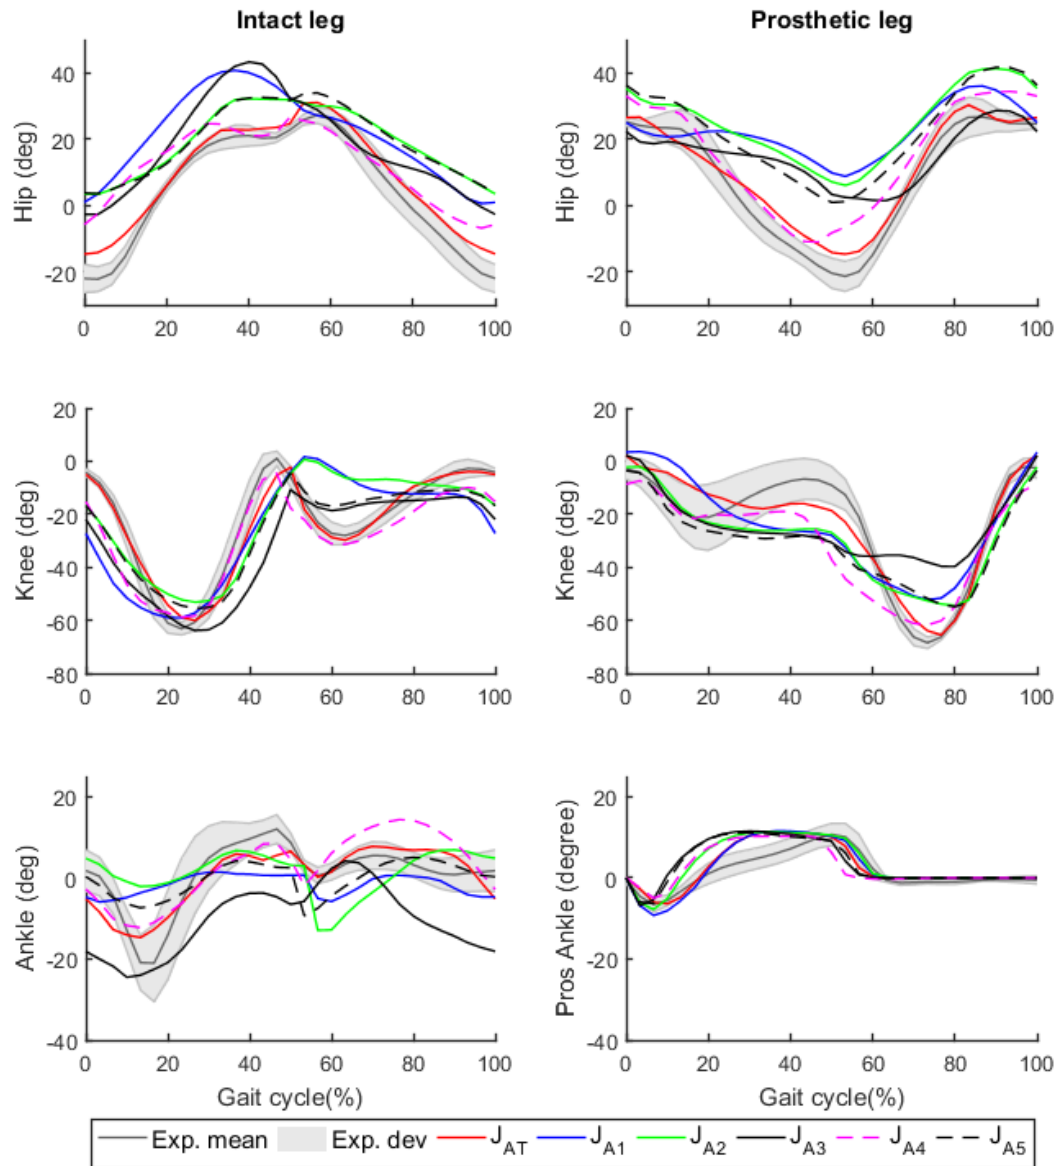 Intact leg
Prosthetic leg
40
20
0
-20
Hip (deg)
0 20 40 60 80 100
40
20
0
-20
Hip (deg)
0 20 40 60 80 100
20
0
-20
-40
-60
-80
Knee (deg)
0 20 40 60 80 100
20
0
-20
-40
-60
-80
Knee (deg)
0 20 40 60 80 100
20
0
-20
-40
Ankle (deg)
0 20 40 60 80 100
Gait cycle(%)
20
0
-20
-40
Pros Ankle (degree)
0 20 40 60 80 100
Gait cycle(%)
Exp. mean Exp. dev J_AT J_A1 J_A2 J_A3 J_A4 J_A5